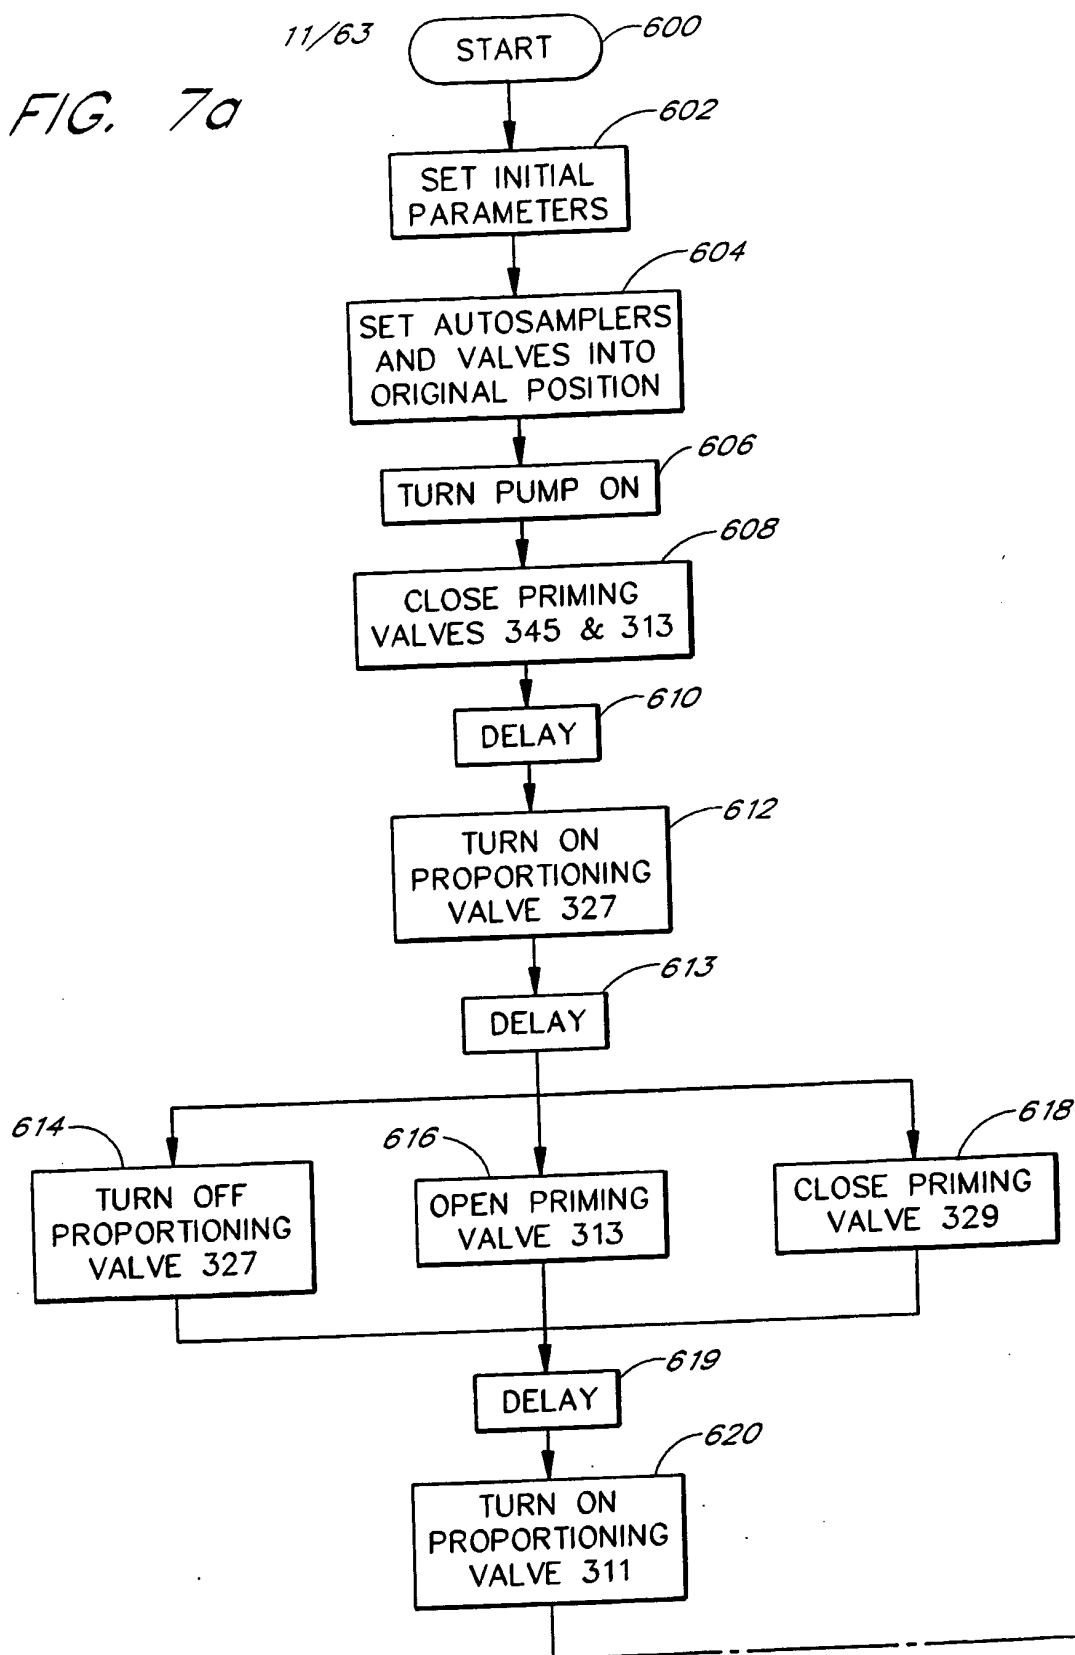 11/63
START
600
FIG. 7a
602
SET INITIAL
PARAMETERS
604
SET AUTOSAMPLERS
AND VALVES INTO
ORIGINAL POSITION
606
TURN PUMP ON
608
CLOSE PRIMING
VALVES 345 & 313
610
DELAY
612
TURN ON
PROPORTIONING
VALVE 327
613
DELAY
614
TURN OFF
PROPORTIONING
VALVE 327
616
OPEN PRIMING
VALVE 313
618
CLOSE PRIMING
VALVE 329
619
DELAY
620
TURN ON
PROPORTIONING
VALVE 311